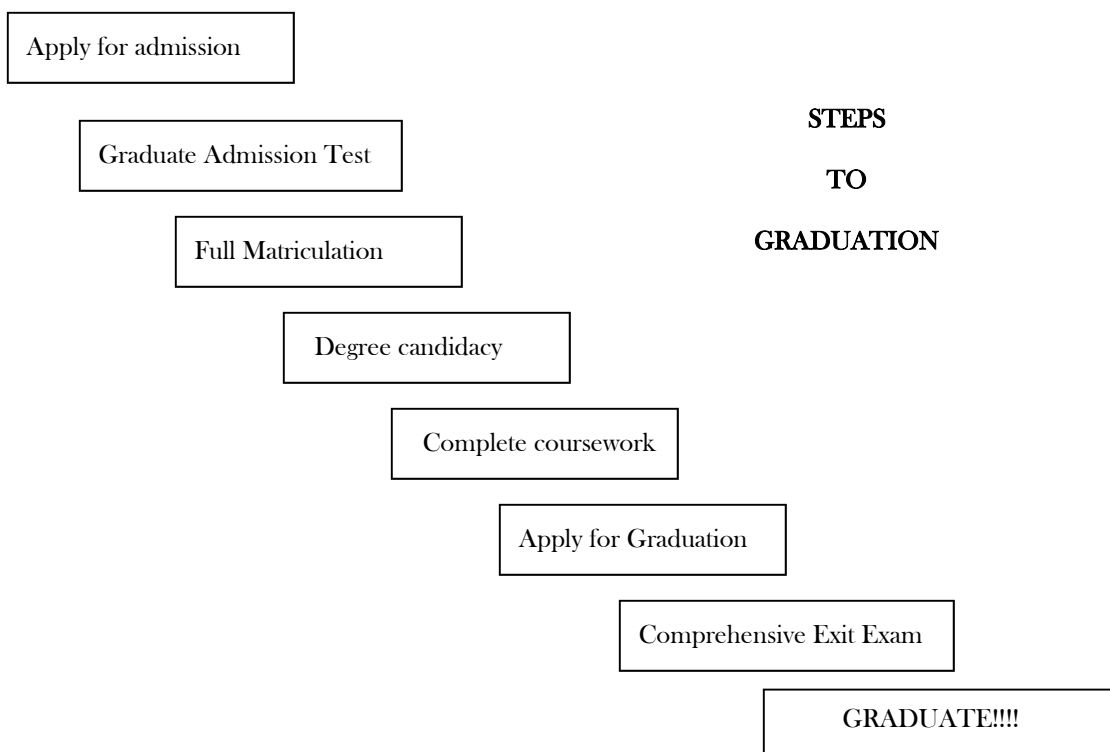 Apply for admission
STEPS
Graduate Admission Test
TO
Full Matriculation
GRADUATION
Degree candidacy
Complete coursework
Apply for Graduation
Comprehensive Exit Exam
GRADUATE!!!!